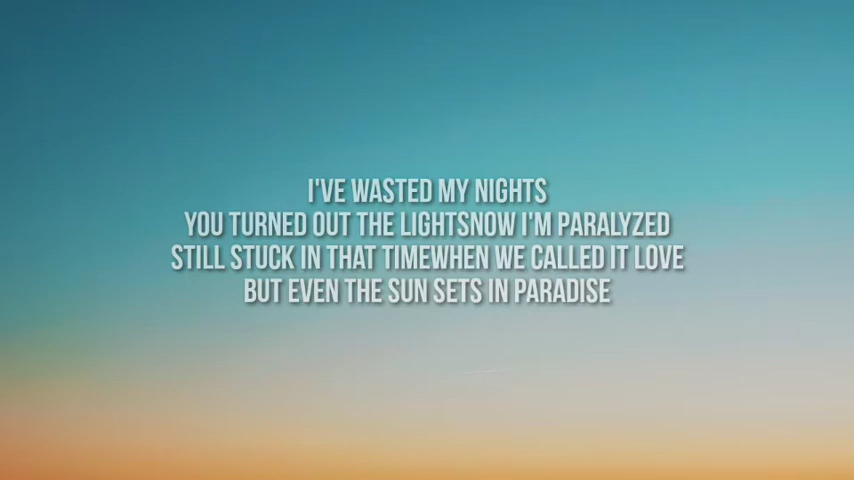 I'VE WASTED MY NIGHTS
YOU TURNED OUT THE LIGHTSNOW I'M PARALYZED
STILL STUCK IN THAT TIMEWHEN WE CALLED IT LOVE
BUT EVEN THE SUN SETS IN PARADISE